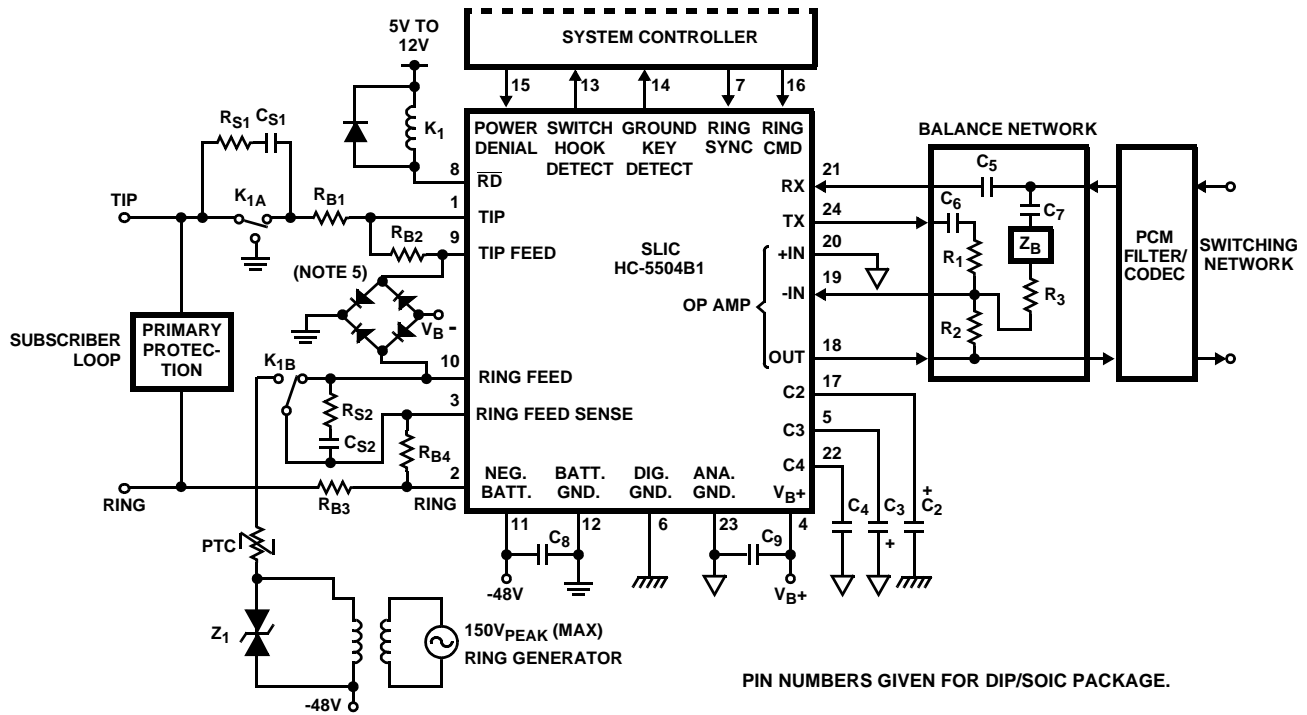 5V TO
12V
SYSTEM CONTROLLER
15
13
14
7
16
RS1
CS1
K1
POWER
DENIAL
SWITCH
HOOK
DETECT
GROUND
KEY
DETECT
RING
SYNC
RING
CMD
BALANCE NETWORK
8
RD
21
RX
C5
TIP
K1A
RB1
1
TIP
24
TX
C6
C7
RB2
9
TIP FEED
SLIC
HC-5504B1
20
+IN
R1
ZB
PCM
FILTER/
CODEC
SWITCHING
NETWORK
(NOTE 5)
OP AMP
19
-IN
R3
VB -
R2
SUBSCRIBER
LOOP
PRIMARY
PROTEC-
TION
18
OUT
K1B
10
RING FEED
17
C2
RS2
3
RING FEED SENSE
5
C3
CS2
RB4
22
C4
2
RING
NEG.
BATT.
BATT.
GND.
DIG.
GND.
ANA.
GND.
VB+
RING
RB3
11
12
6
23
4
C4
C3
+
+
C2
C8
C9
PTC
-48V
VB+
Z1
150VPEAK (MAX)
RING GENERATOR
-48V
PIN NUMBERS GIVEN FOR DIP/SOIC PACKAGE.